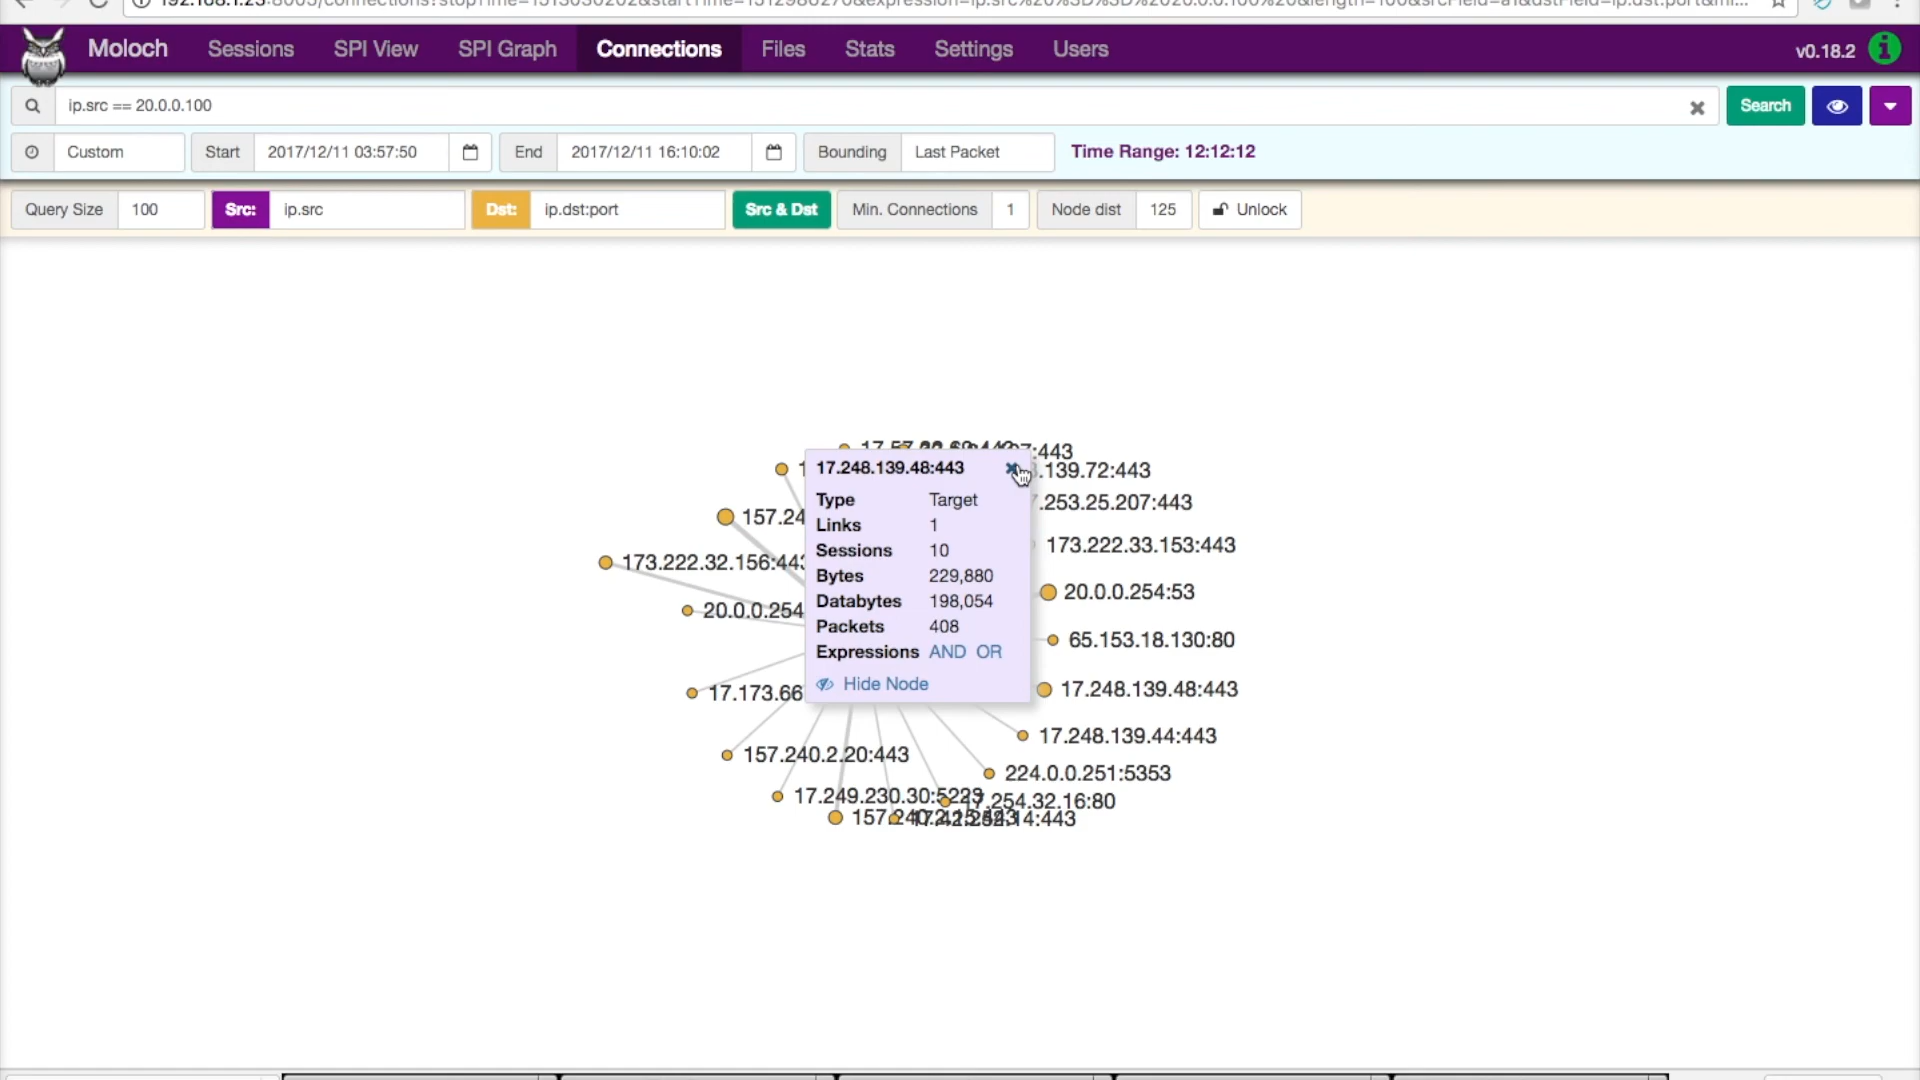 Moloch Sessions SPI View SPI Graph Connections Files Stats Settings Users v0.18.2
ip.src == 20.0.0.100 Search
Custom Start 2017/12/11 03:57:50 End 2017/12/11 16:10:02 Bounding Last Packet Time Range: 12:12:12
Query Size 100 Src: ip.src Dst: ip.dst:port Src & Dst Min. Connections 1 Node dist 125 Unlock
:443
.139.72:443
17.248.139.48:443
.253.25.207:443
Type Target
157.24
Links 1
173.222.33.153:443
Sessions 10
173.222.32.156:443
Bytes 229,880
20.0.0.254:53
Databytes 198,054
20.0.0.254
Packets 408
65.153.18.130:80
Expressions AND OR
Hide Node
17.173.66
17.248.139.48:443
17.248.139.44:443
157.240.2.20:443
224.0.0.251:5353
17.249.230.30:5223
17.254.32.16:80